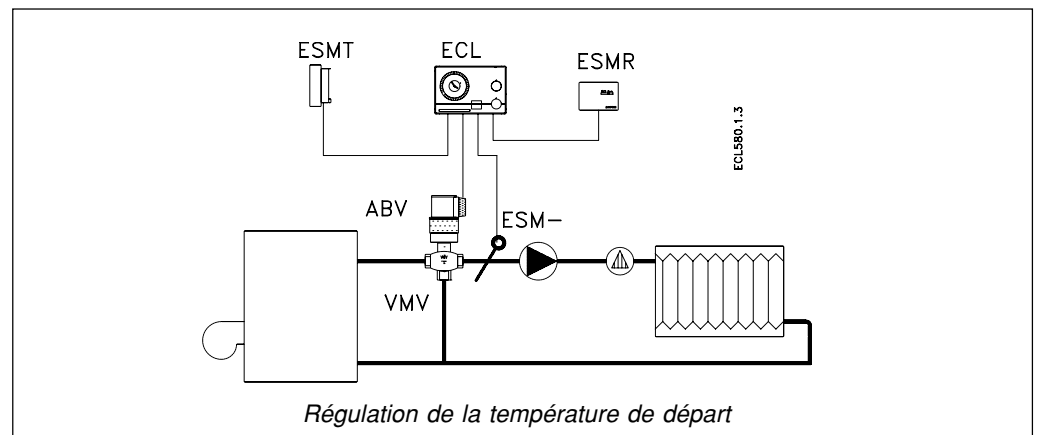 ESMT
ECL
ESMR
ECL580.1.3
ABV
ESM-
VMV
Régulation de la température de départ